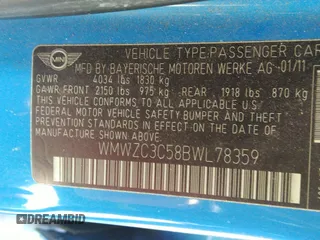 MINI
VEHICLE TYPE:PASSENGER CAR
MFD BY BAYERISCHE MOTOREN WERKE AG 01/11
GVWR 4034 lbs 1830 kg
GAWR FRONT 2150 lbs 975 kg REAR 1918 lbs 870 kg
THIS VEHICLE CONFORMS TO ALL APPLICABLE
FEDERAL MOTOR VEHICLE SAFETY, BUMPER,
AND THEFT PREVENTION STANDARDS IN EFFECT ON
THE DATE OF MANUFACTURE SHOWN ABOVE.
WMWZC3C58BWL78359
DREAMBID